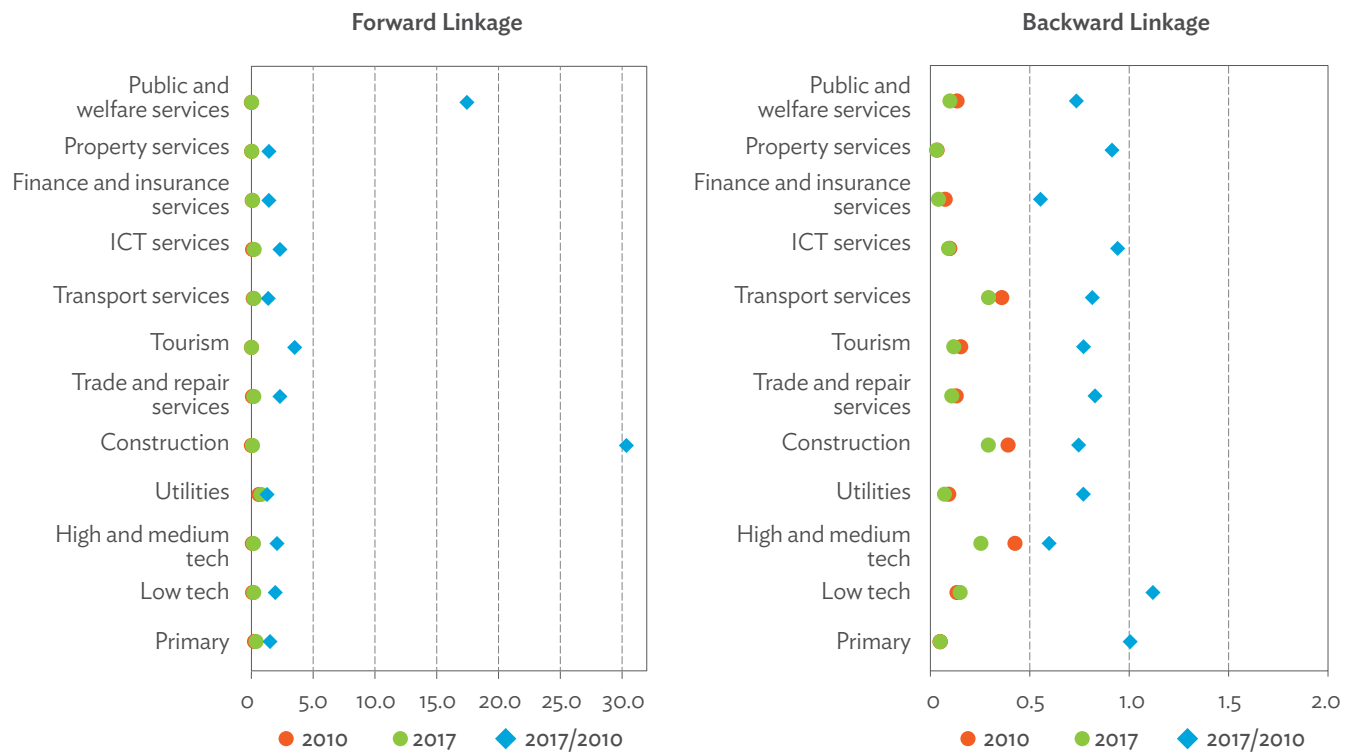 Forward Linkage
Public and
welfare services
Property services
Finance and insurance
services
ICT services
Transport services
Tourism
Trade and repair
services
Construction
Utilities
High and medium
tech
Low tech
Primary
0 5.0 10.0 15.0 20.0 25.0 30.0
2010 2017 2017/2010
Backward Linkage
Public and
welfare services
Property services
Finance and insurance
services
ICT services
Transport services
Tourism
Trade and repair
services
Construction
Utilities
High and medium
tech
Low tech
Primary
0 0.5 1.0 1.5 2.0
2010 2017 2017/2010